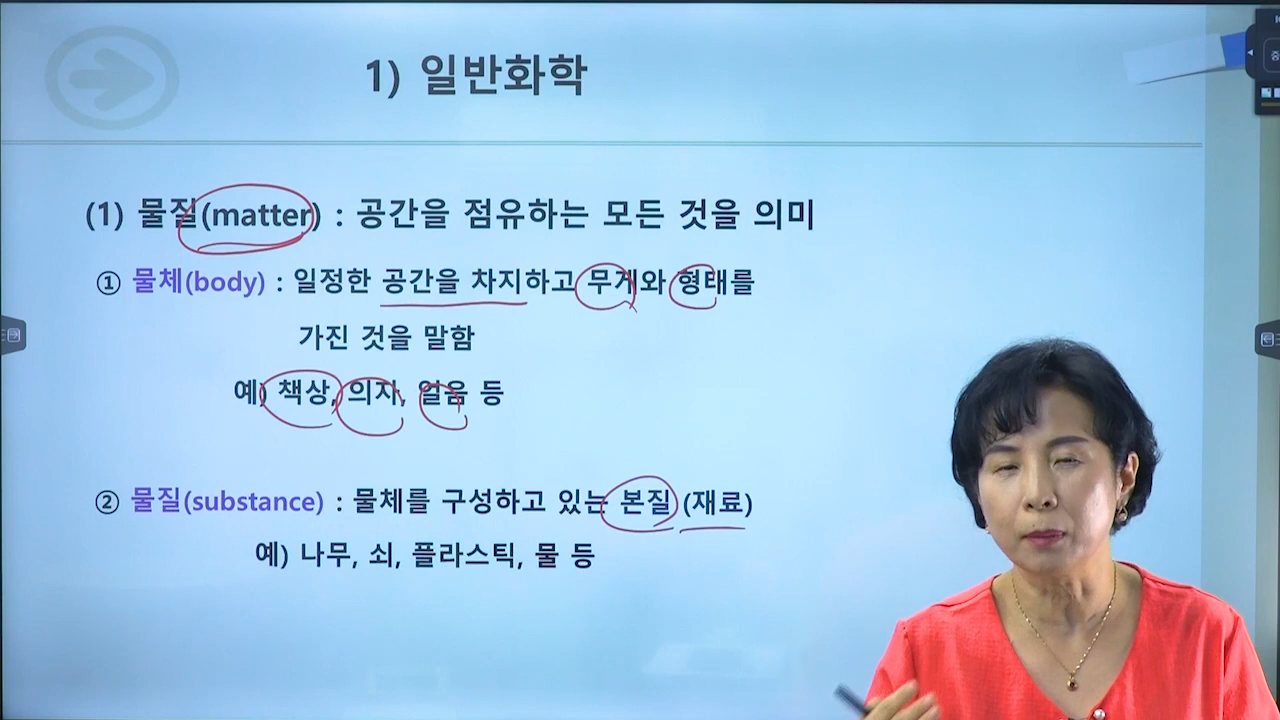 1) 일반화학
(1) 물질(matter) : 공간을 점유하는 모든 것을 의미
① 물체(body) : 일정한 공간을 차지하고 무게와 형태를
가진 것을 말함
예) 책상, 의자, 얼음 등
② 물질(substance) : 물체를 구성하고 있는 본질 (재료)
예) 나무, 쇠, 플라스틱, 물 등
중